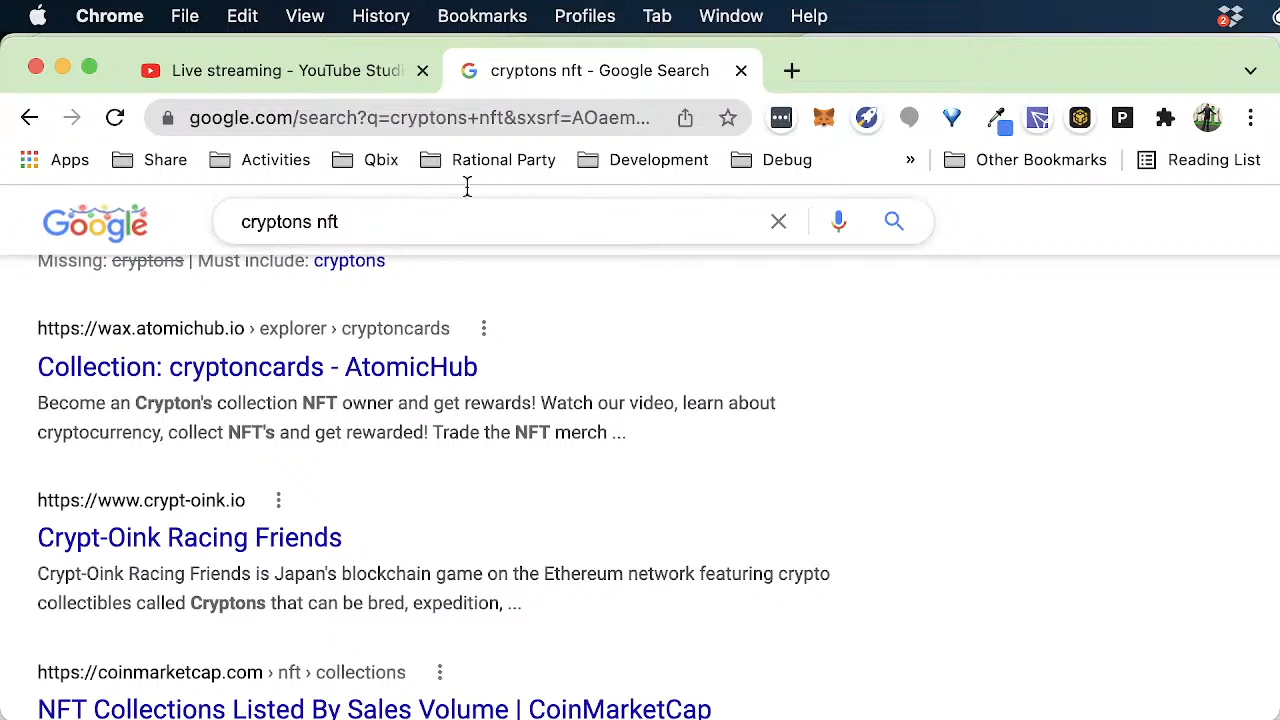 Chrome File Edit View History Bookmarks Profiles Tab Window Help
2
Live streaming - YouTube Studi
cryptons nft - Google Search
google.com/search?q=cryptons+nft&sxsrf=AOaem...
P
Apps Share Activities Qbix Rational Party Development Debug » Other Bookmarks Reading List
Google
cryptons nft
Missing: cryptons | Must include: cryptons
https://wax.atomichub.io › explorer › cryptoncards
Collection: cryptoncards - AtomicHub
Become an Crypton's collection NFT owner and get rewards! Watch our video, learn about
cryptocurrency, collect NFT's and get rewarded! Trade the NFT merch ...
https://www.crypt-oink.io
Crypt-Oink Racing Friends
Crypt-Oink Racing Friends is Japan's blockchain game on the Ethereum network featuring crypto
collectibles called Cryptons that can be bred, expedition, ...
https://coinmarketcap.com › nft › collections
NFT Collections Listed By Sales Volume | CoinMarketCap